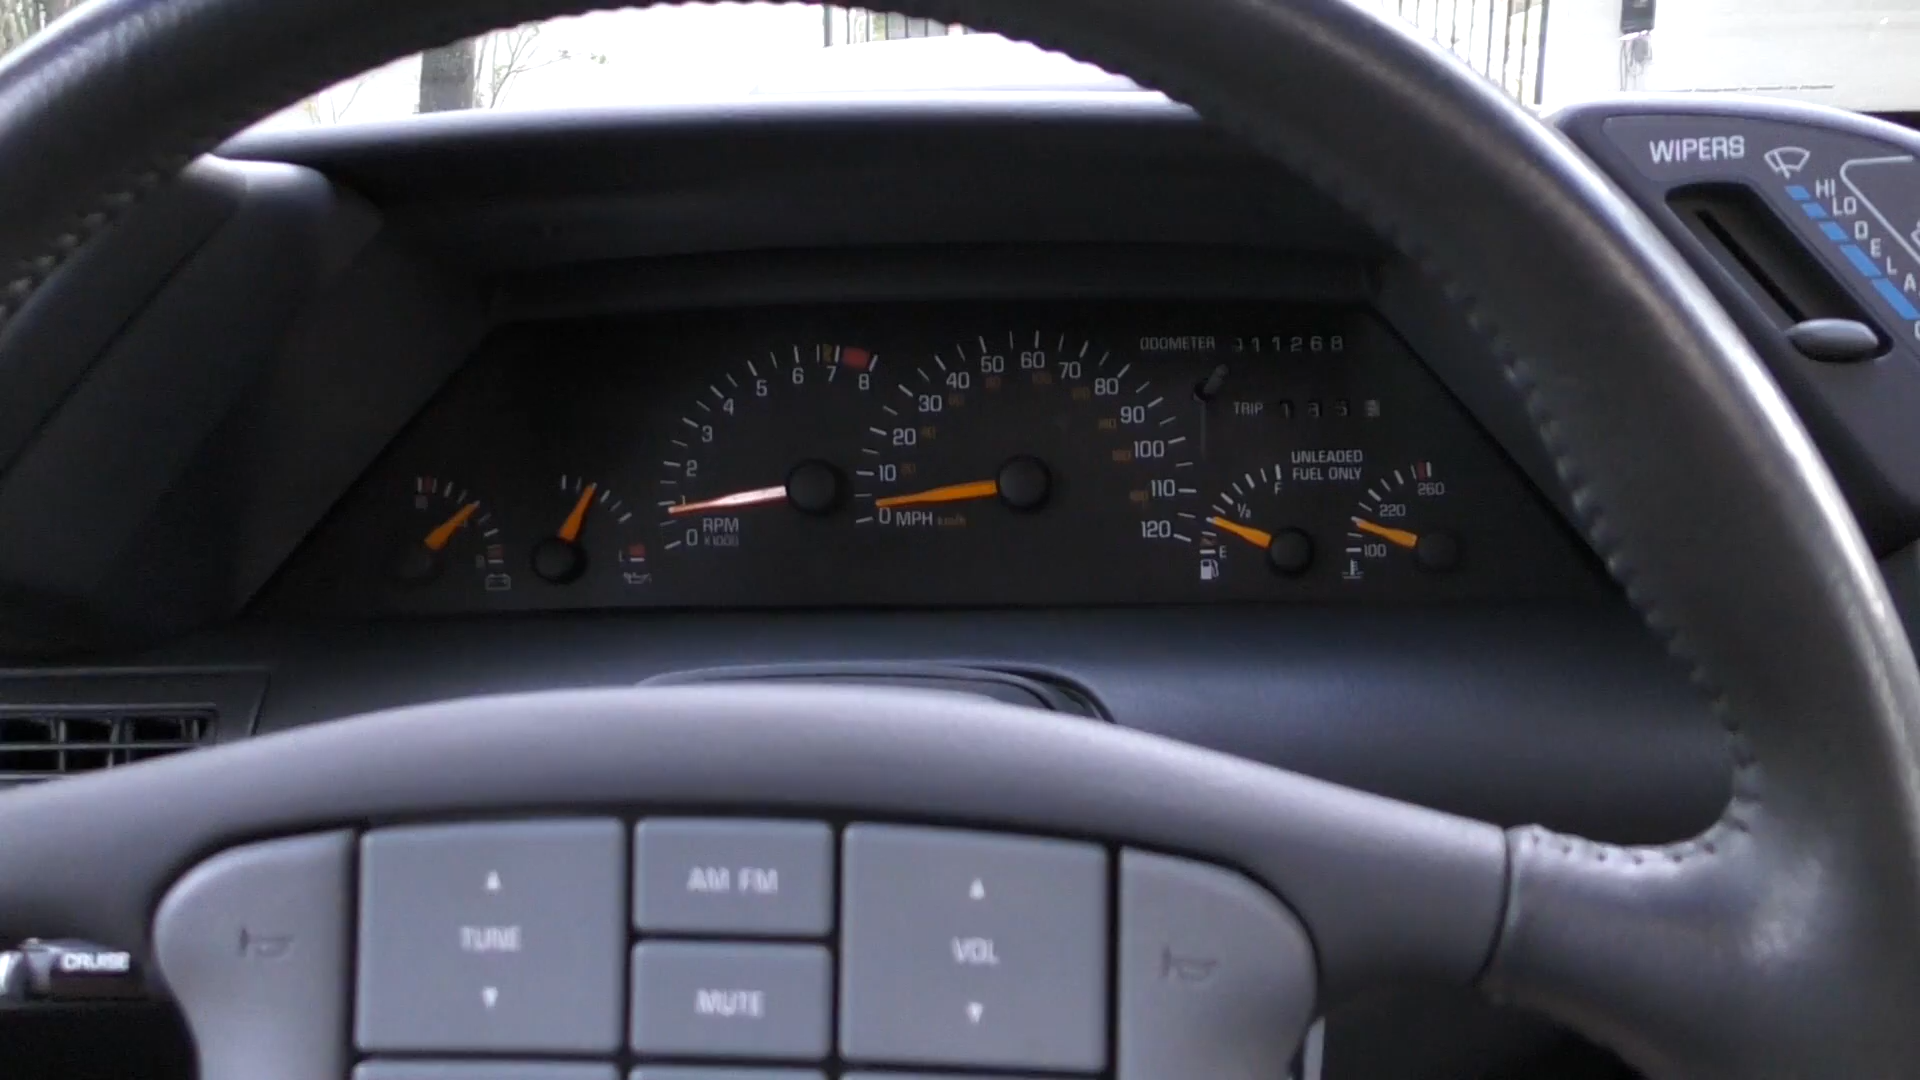 WIPERS
HI
LO
D
E
L
A
ODOMETER 011268
TRIP
5 6 7 8
4
3
2
1
0
RPM
X1000
40 50 60 70 80
30 90
20 100
10 110
0 MPH km/h 120
UNLEADED
FUEL ONLY
F
1/2
E
260
220
100
L
AM FM
TUNE
VOL
MUTE
CRUISE